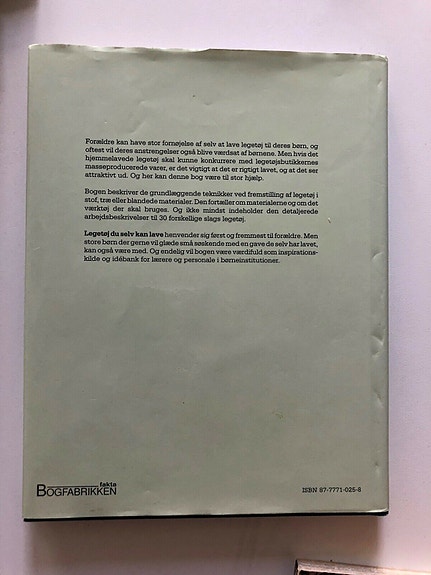 Forældre kan have stor fornøjelse af selv at lave legetøj til deres børn, og
oftest vil deres anstrengelser også blive værdsat af børnene. Men hvis det
hjemmelavede legetøj skal kunne konkurrere med legetøjsbutikkernes
masseproducerede varer, er det vigtigt at det er rigtigt lavet, og at det ser
attraktivt ud. Og her kan denne bog være til stor hjælp.
Bogen beskriver de grundlæggende teknikker ved fremstilling af legetøj i
stof, træ eller blandede materialer. Den fortæller om materialerne og om det
værktøj der skal bruges. Og ikke mindst indeholder den detaljerede
arbejdsbeskrivelser til 30 forskellige slags legetøj.
Legetøj du selv kan lave henvender sig først og fremmest til forældre. Men
store børn der gerne vil glæde små søskende med en gave de selv har lavet,
kan også være med. Og endelig vil bogen være værdifuld som inspirations-
kilde og idébank for lærere og personale i børneinstitutioner.
fakta
BOGFABRIKKEN
ISBN 87-7771-025-8